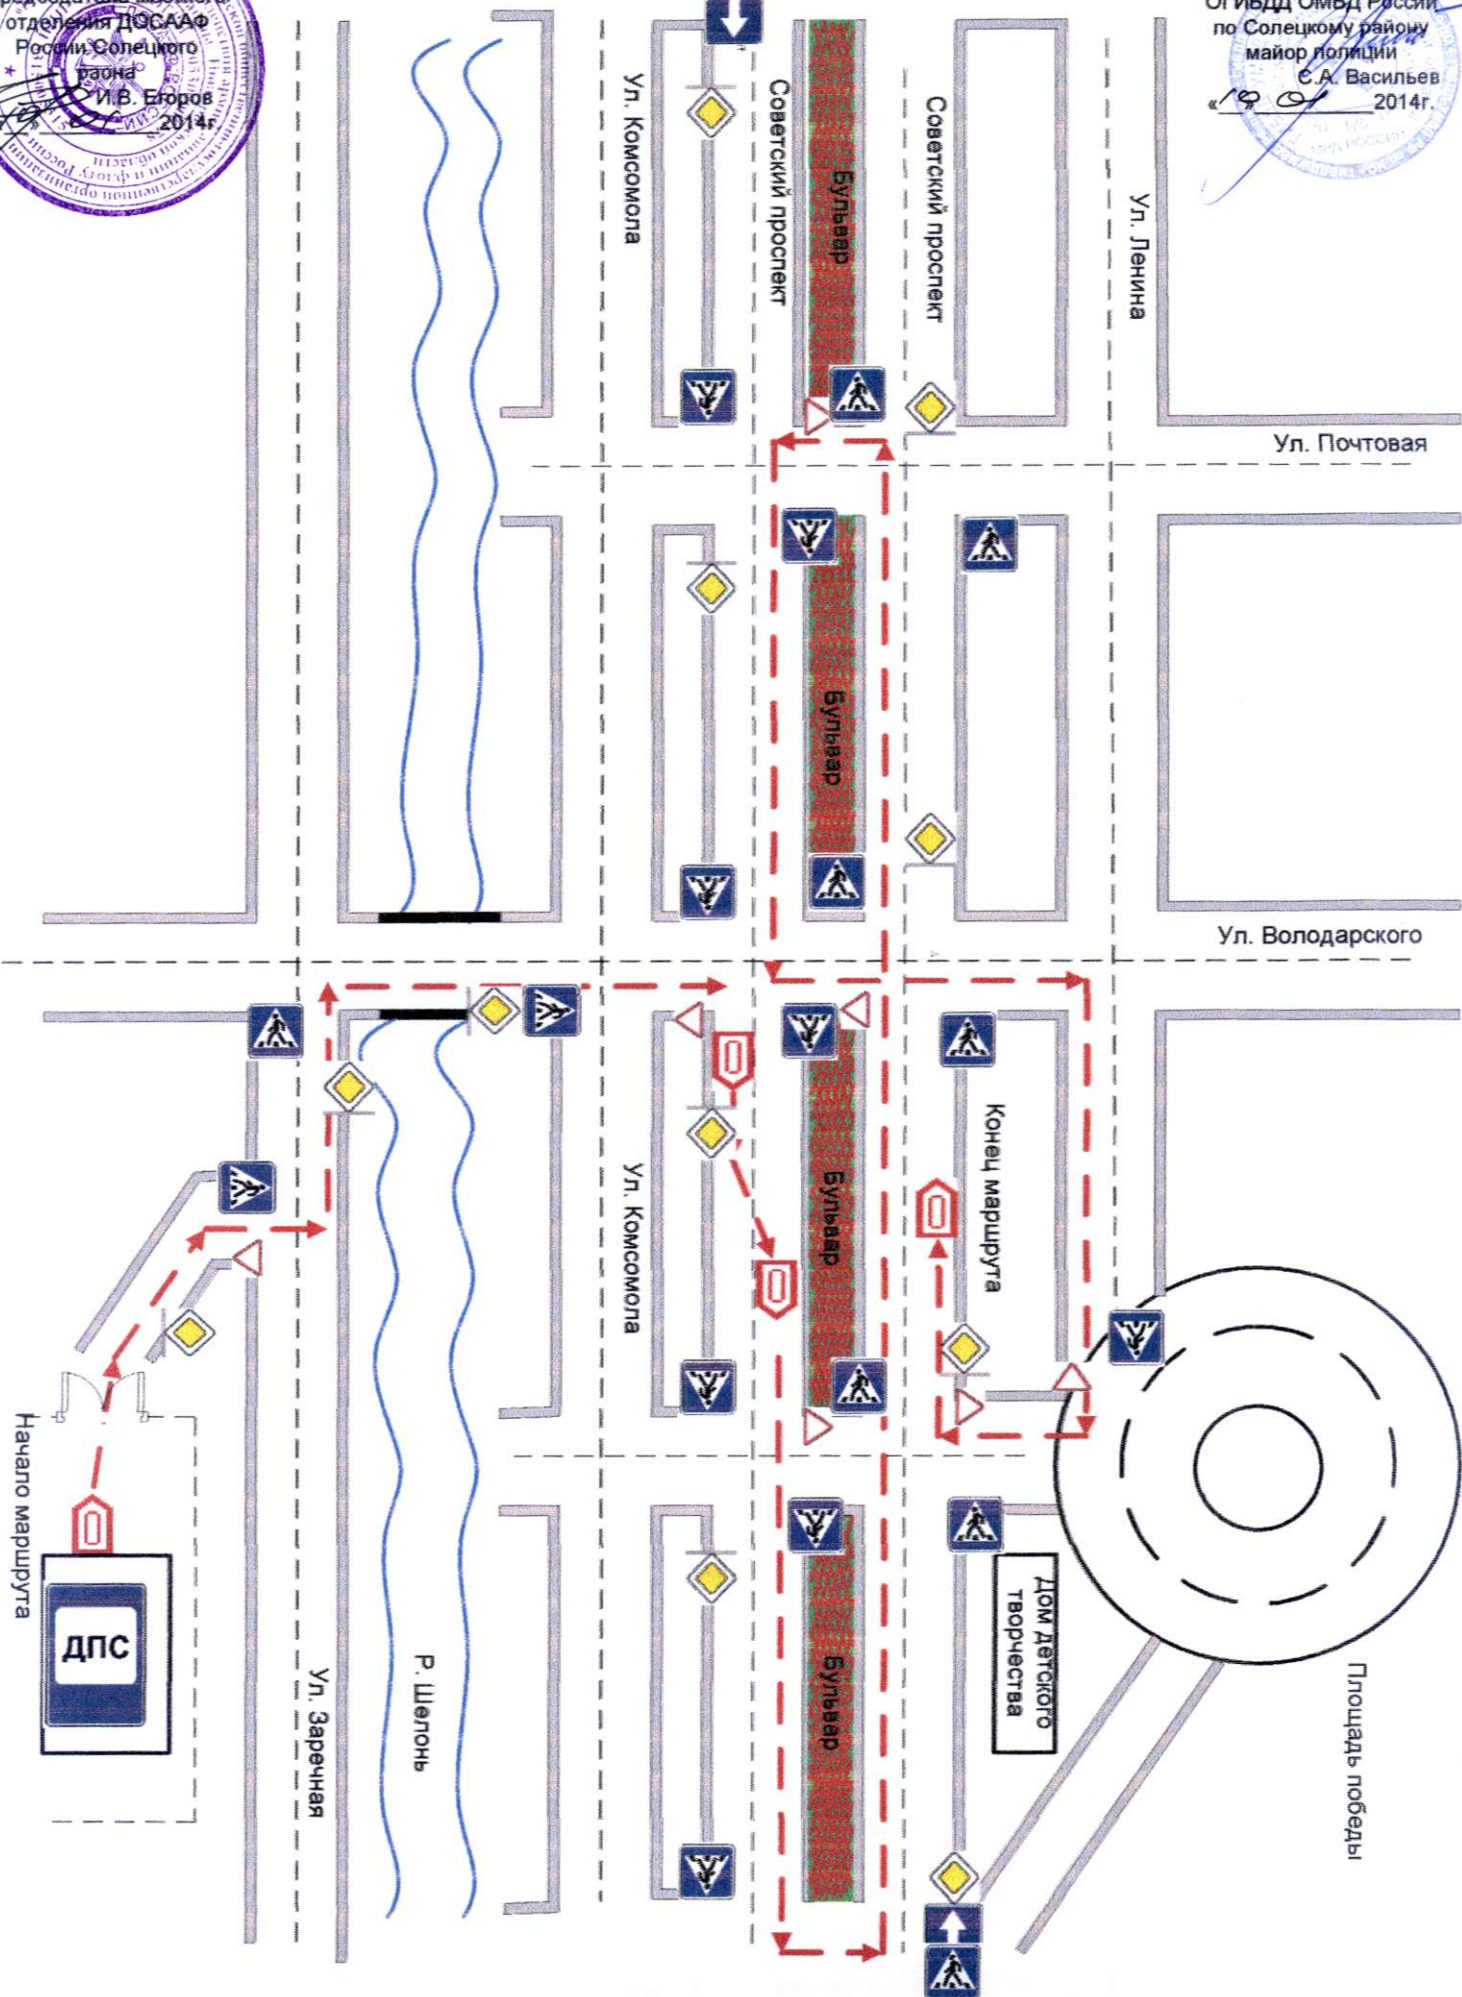 отделения ДОСААФ
России Солецкого
И.В. Егоров
2014г.
ОГИБДД ОМВД России
по Солецкому району
майор полиции
С.А. Васильев
« 19 » 01 2014г.
Ул. Комсомола
Советский проспект
Бульвар
Советский проспект
Ул. Ленина
Ул. Почтовая
Бульвар
Ул. Володарского
Ул. Комсомола
Бульвар
Конец маршрута
Начало маршрута
ДПС
Ул. Заречная
Р. Шелонь
Бульвар
Дом детского
творчества
Площадь победы